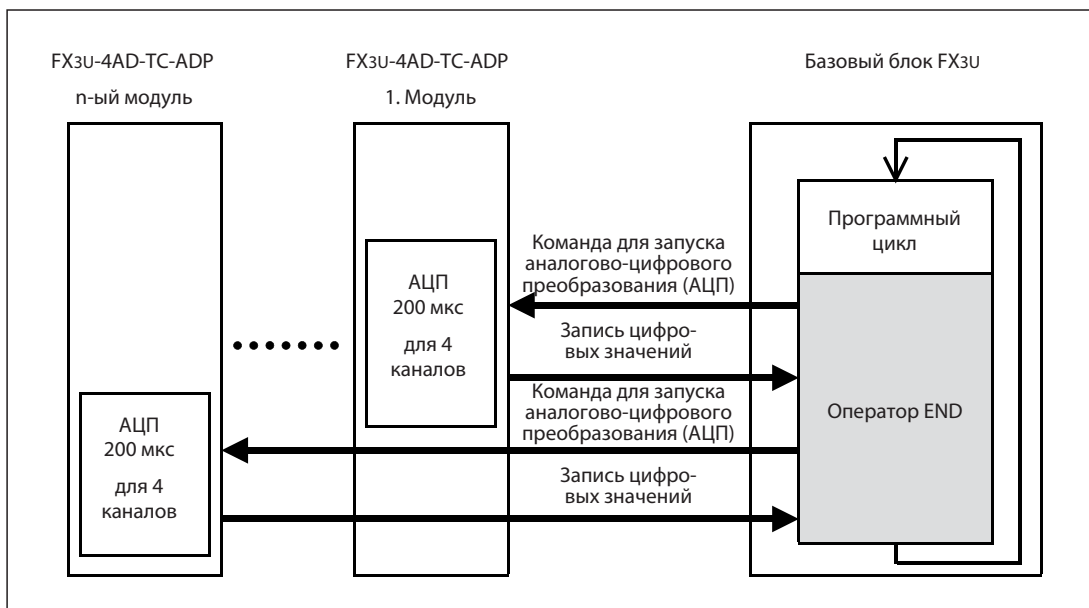 FX3U-4AD-TC-ADP
n-ый модуль
FX3U-4AD-TC-ADP
1. Модуль
Базовый блок FX3U
Программный
цикл
Команда для запуска
аналогово-цифрового
преобразования (АЦП)
АЦП
200 мкс
для 4
каналов
Запись цифро-
вых значений
Команда для запуска
аналогово-цифрового
преобразования (АЦП)
Оператор END
АЦП
200 мкс
для 4
каналов
Запись цифро-
вых значений